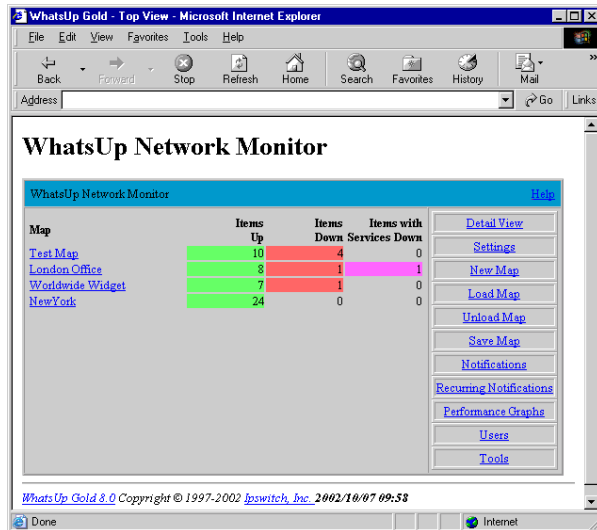 WhatsUp Gold - Top View - Microsoft Internet Explorer
File Edit View Favorites Tools Help
Back Forward Stop Refresh Home Search Favorites History Mail »
Address Go Links
WhatsUp Network Monitor
WhatsUp Network Monitor Help
Map Items Up Items Down Items with Services Down
Test Map 10 4 0
London Office 8 1 1
Worldwide Widget 7 1 0
NewYork 24 0 0
Detail View
Settings
New Map
Load Map
Unload Map
Save Map
Notifications
Recurring Notifications
Performance Graphs
Users
Tools
WhatsUp Gold 8.0 Copyright © 1997-2002 Ipswitch, Inc. 2002/10/07 09:58
Done Internet